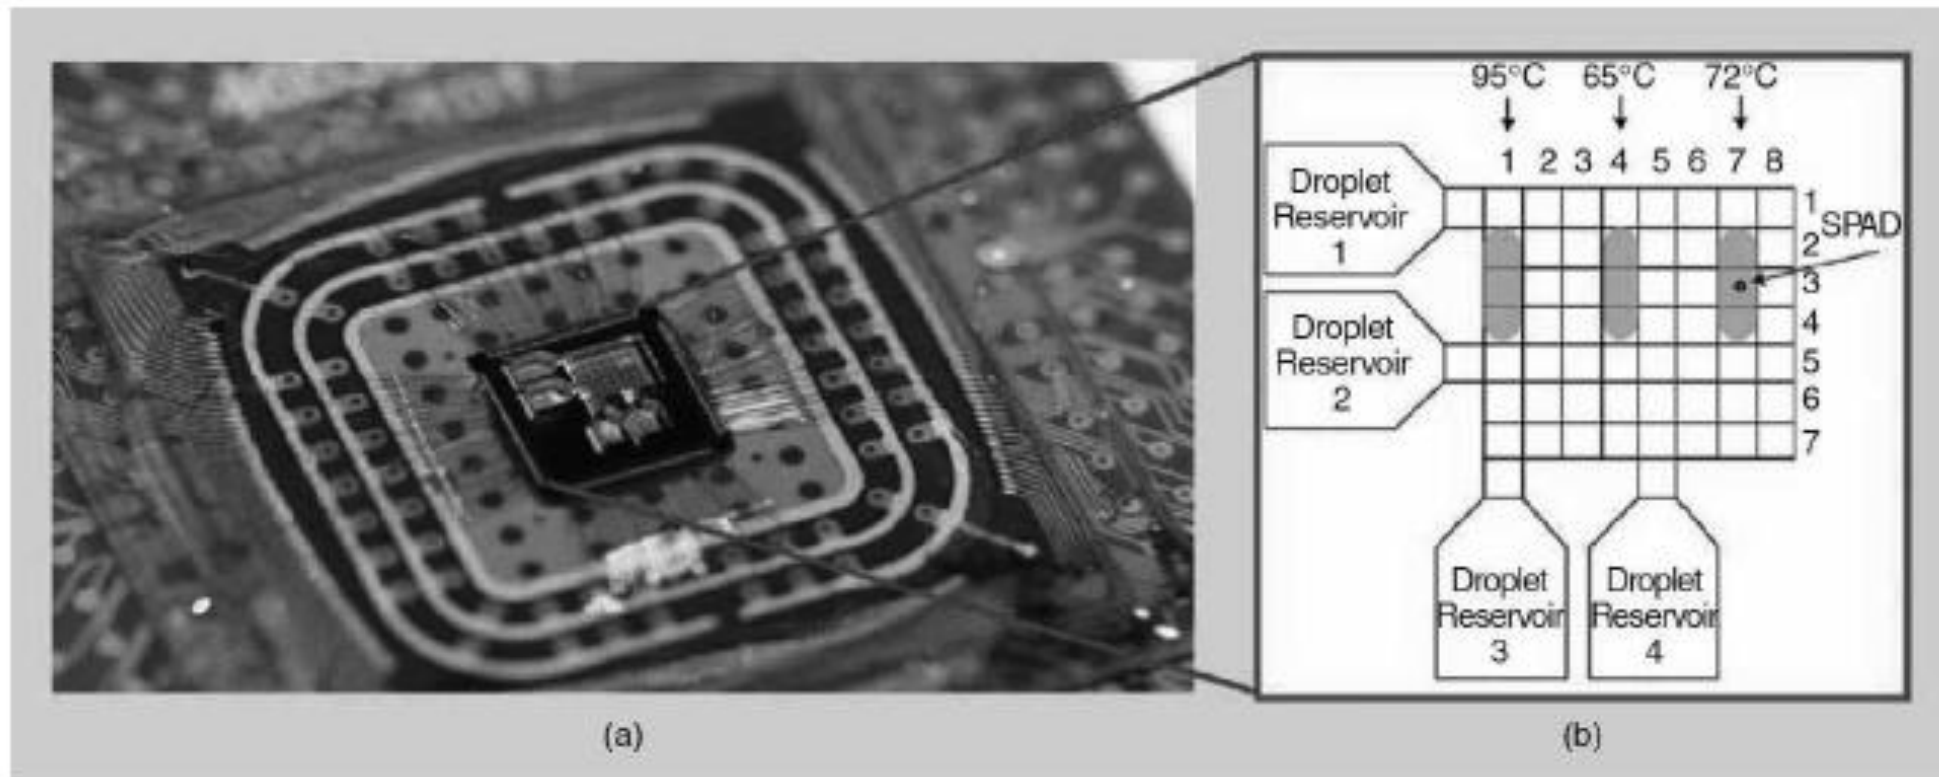 95°C 65°C 72°C
1 2 3 4 5 6 7 8
Droplet
Reservoir
1
1
2
3
4
5
6
7
SPAD
Droplet
Reservoir
2
Droplet
Reservoir
3
Droplet
Reservoir
4
(a)
(b)